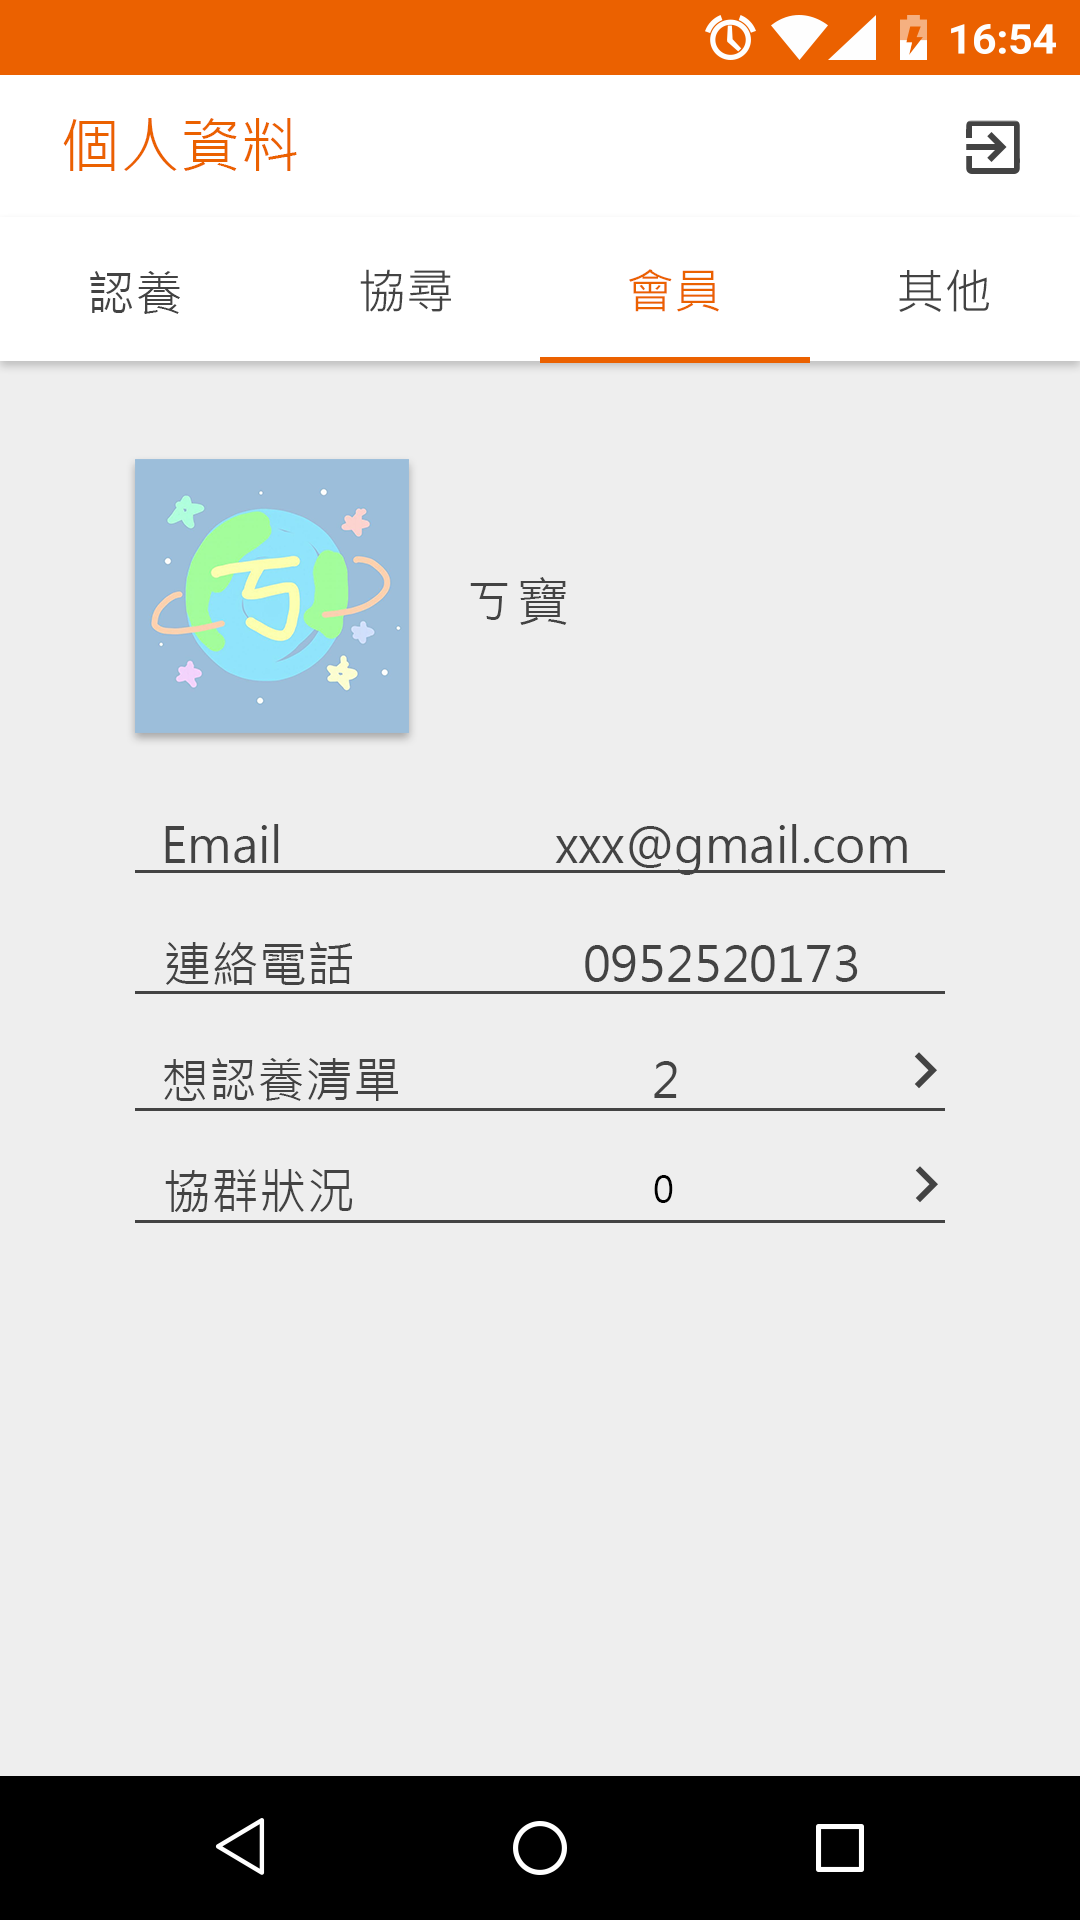 16:54
個人資料
認養 協尋 會員 其他
ㄎ
ㄎ寶
Email xxx@gmail.com
連絡電話 0952520173
想認養清單 2
協群狀況 0